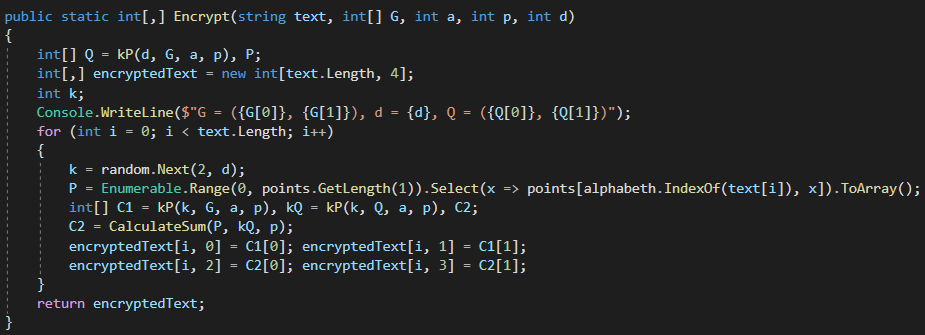 public static int[,] Encrypt(string text, int[] G, int a, int p, int d)
{
int[] Q = kP(d, G, a, p), P;
int[,] encryptedText = new int[text.Length, 4];
int k;
Console.WriteLine($"G = ({G[0]}, {G[1]}), d = {d}, Q = ({Q[0]}, {Q[1]})");
for (int i = 0; i < text.Length; i++)
{
k = random.Next(2, d);
P = Enumerable.Range(0, points.GetLength(1)).Select(x => points[alphabeth.IndexOf(text[i]), x]).ToArray();
int[] C1 = kP(k, G, a, p), kQ = kP(k, Q, a, p), C2;
C2 = CalculateSum(P, kQ, p);
encryptedText[i, 0] = C1[0]; encryptedText[i, 1] = C1[1];
encryptedText[i, 2] = C2[0]; encryptedText[i, 3] = C2[1];
}
return encryptedText;
}